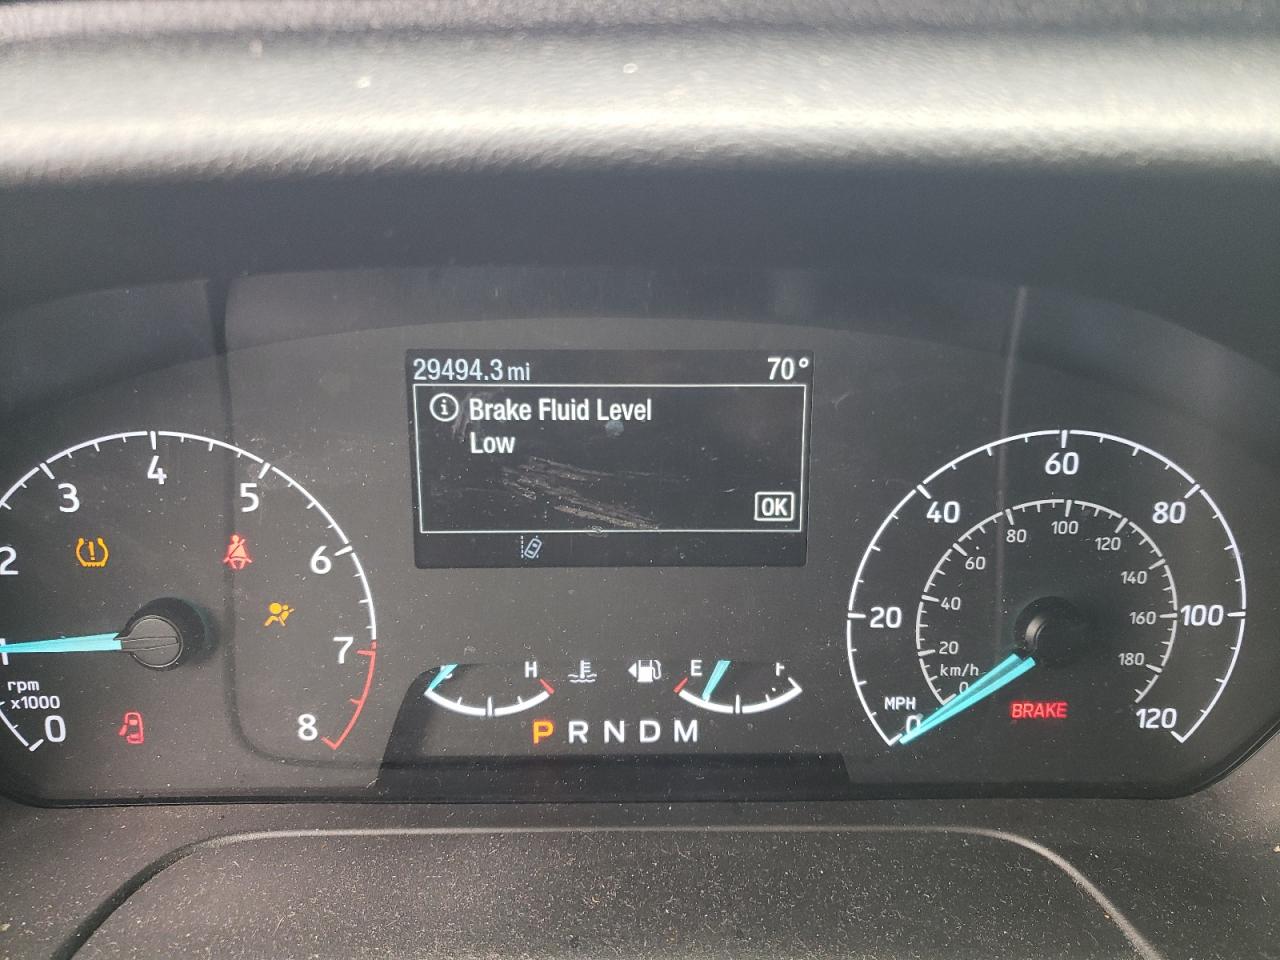 29494.3 mi 70°
Brake Fluid Level
Low
OK
1 2 3 4 5 6 7 8
rpm
x1000
0
H E F
P R N D M
0 20 40 60 80 100 120
MPH
0 20 40 60 80 100 120 140 160 180
km/h
BRAKE